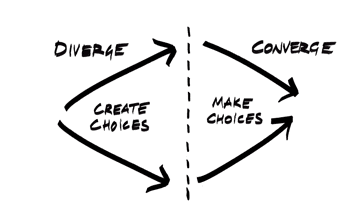 DIVERGE
CREATE
CHOICES
CONVERGE
MAKE
CHOICES